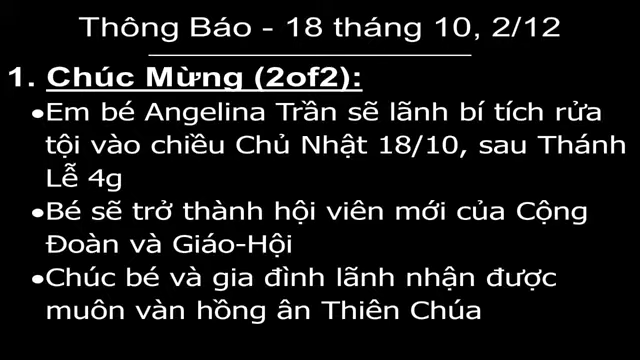 Thông Báo - 18 tháng 10, 2/12
1. Chúc Mừng (2of2):
•Em bé Angelina Trần sẽ lãnh bí tích rửa
tội vào chiều Chủ Nhật 18/10, sau Thánh
Lễ 4g
•Bé sẽ trở thành hội viên mới của Cộng
Đoàn và Giáo-Hội
•Chúc bé và gia đình lãnh nhận được
muôn vàn hồng ân Thiên Chúa